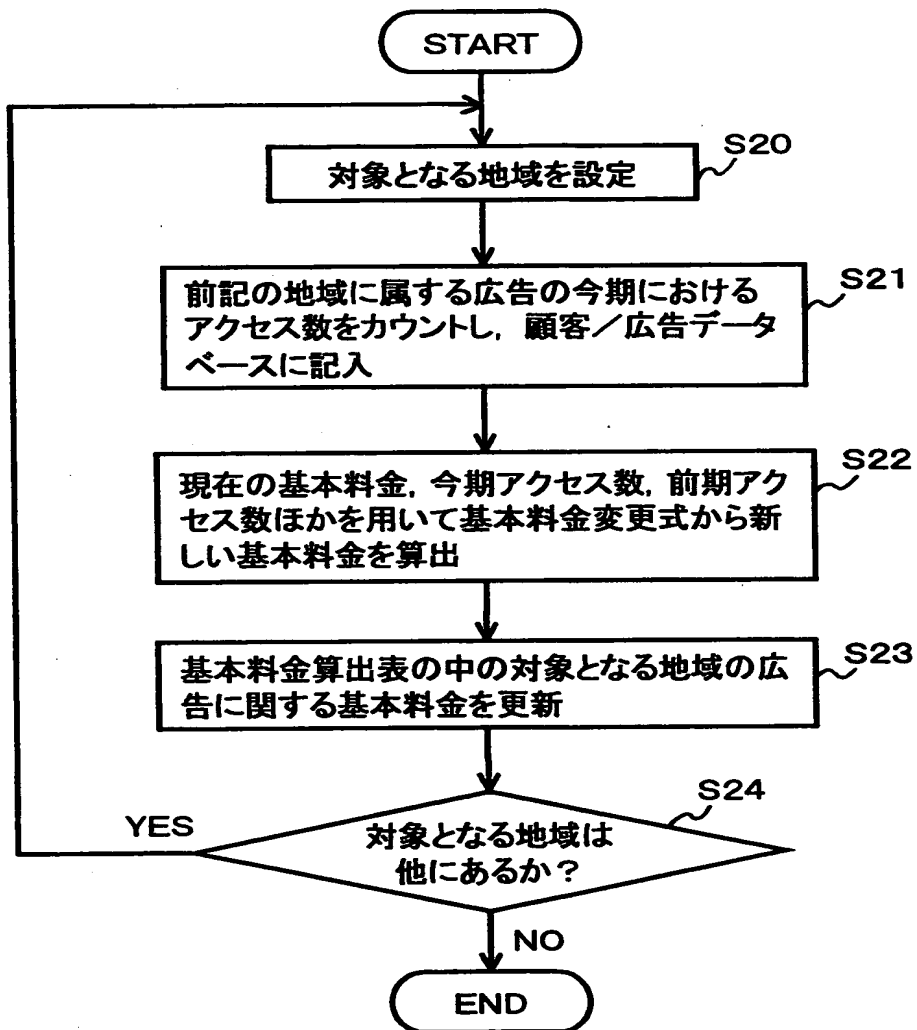 START
S20
対象となる地域を設定
S21
前記の地域に属する広告の今期における
アクセス数をカウントし, 顧客／広告データ
ベースに記入
S22
現在の基本料金, 今期アクセス数, 前期アク
セス数ほかを用いて基本料金変更式から新
しい基本料金を算出
S23
基本料金算出表の中の対象となる地域の広
告に関する基本料金を更新
S24
YES
対象となる地域は
他にあるか？
NO
END